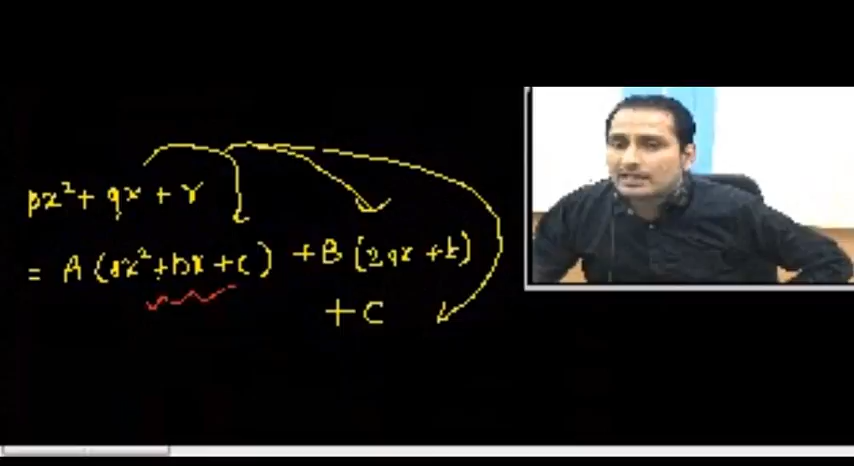 px² + qx + r
= A (ax² + bx + c) + B (2ax + b)
+ C